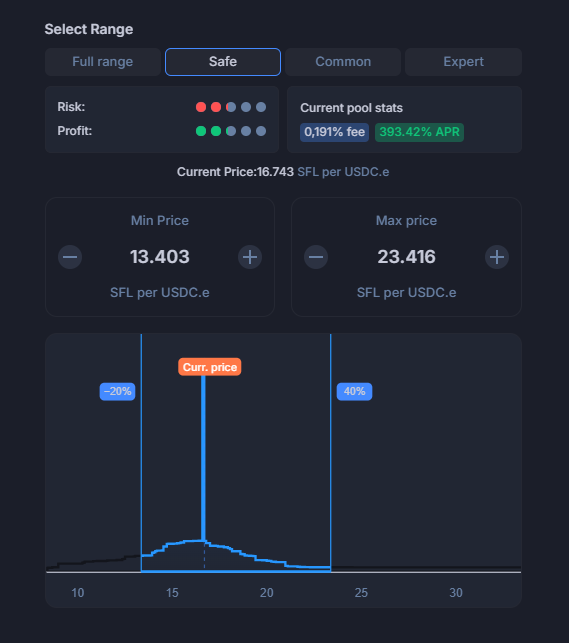 Select Range
Full range Safe Common Expert
Risk:
Profit:
Current pool stats
0,191% fee 393.42% APR
Current Price:16.743 SFL per USDC.e
Min Price
13.403
SFL per USDC.e
Max price
23.416
SFL per USDC.e
Curr. price
−20% 40%
10 15 20 25 30